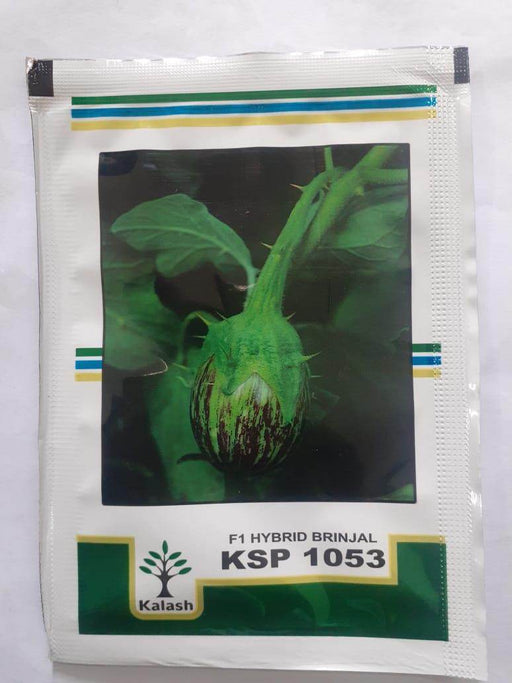 F1 HYBRID BRINJAL
KSP 1053
Kalash